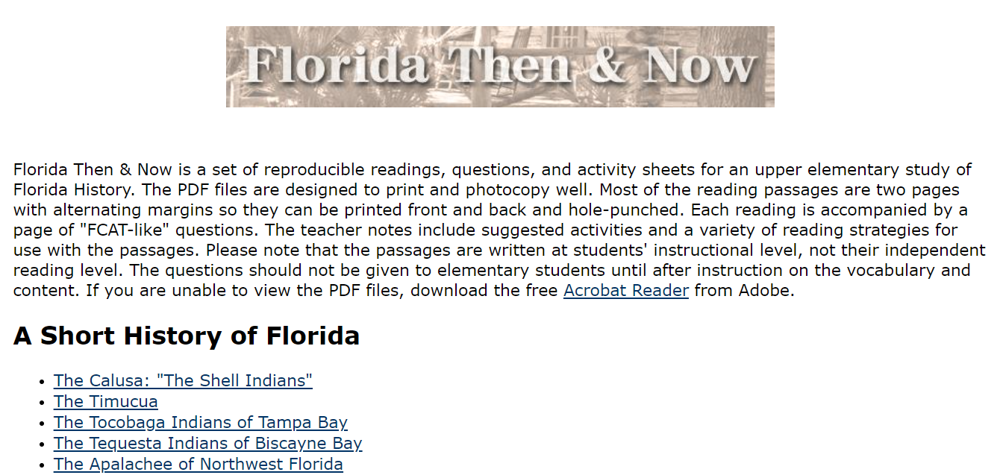 Florida Then & Now
Florida Then & Now is a set of reproducible readings, questions, and activity sheets for an upper elementary study of
Florida History. The PDF files are designed to print and photocopy well. Most of the reading passages are two pages
with alternating margins so they can be printed front and back and hole-punched. Each reading is accompanied by a
page of "FCAT-like" questions. The teacher notes include suggested activities and a variety of reading strategies for
use with the passages. Please note that the passages are written at students' instructional level, not their independent
reading level. The questions should not be given to elementary students until after instruction on the vocabulary and
content. If you are unable to view the PDF files, download the free Acrobat Reader from Adobe.
A Short History of Florida
• The Calusa: "The Shell Indians"
• The Timucua
• The Tocobaga Indians of Tampa Bay
• The Tequesta Indians of Biscayne Bay
• The Apalachee of Northwest Florida